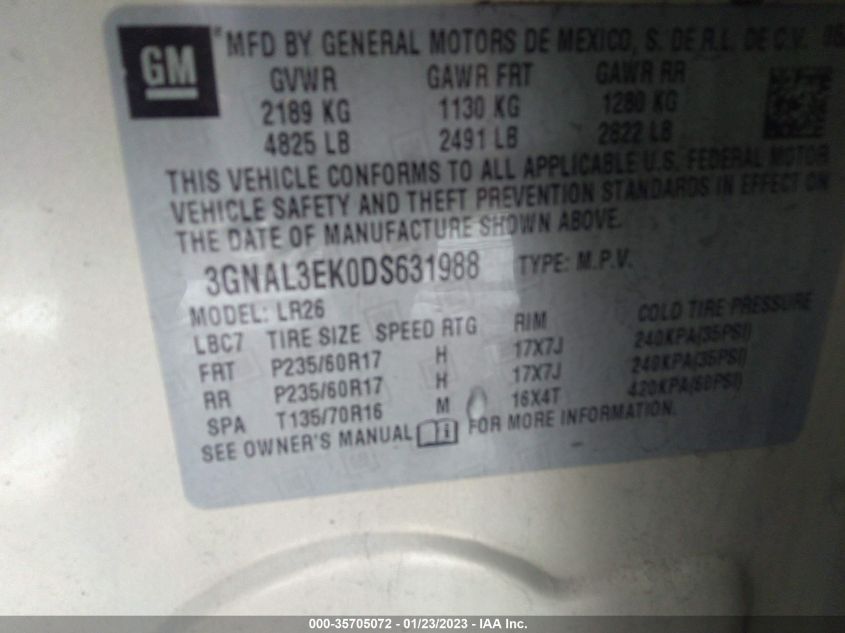 GM
® MFD BY GENERAL MOTORS DE MEXICO, S. DE R.L. DE C.V.
GVWR GAWR FRT GAWR RR
2189 KG 1130 KG 1280 KG
4825 LB 2491 LB 2822 LB
THIS VEHICLE CONFORMS TO ALL APPLICABLE U.S. FEDERAL MOTOR
VEHICLE SAFETY AND THEFT PREVENTION STANDARDS IN EFFECT ON
THE DATE OF MANUFACTURE SHOWN ABOVE.
3GNAL3EK0DS631988 TYPE: M.P.V.
MODEL: LR26
LBC7 TIRE SIZE SPEED RTG RIM COLD TIRE PRESSURE
FRT P235/60R17 H 17X7J 240KPA(35PSI)
RR P235/60R17 H 17X7J 240KPA(35PSI)
SPA T135/70R16 M 16X4T 420KPA(60PSI)
SEE OWNER'S MANUAL i FOR MORE INFORMATION.
000-35705072 — 01/23/2023 — IAA Inc.